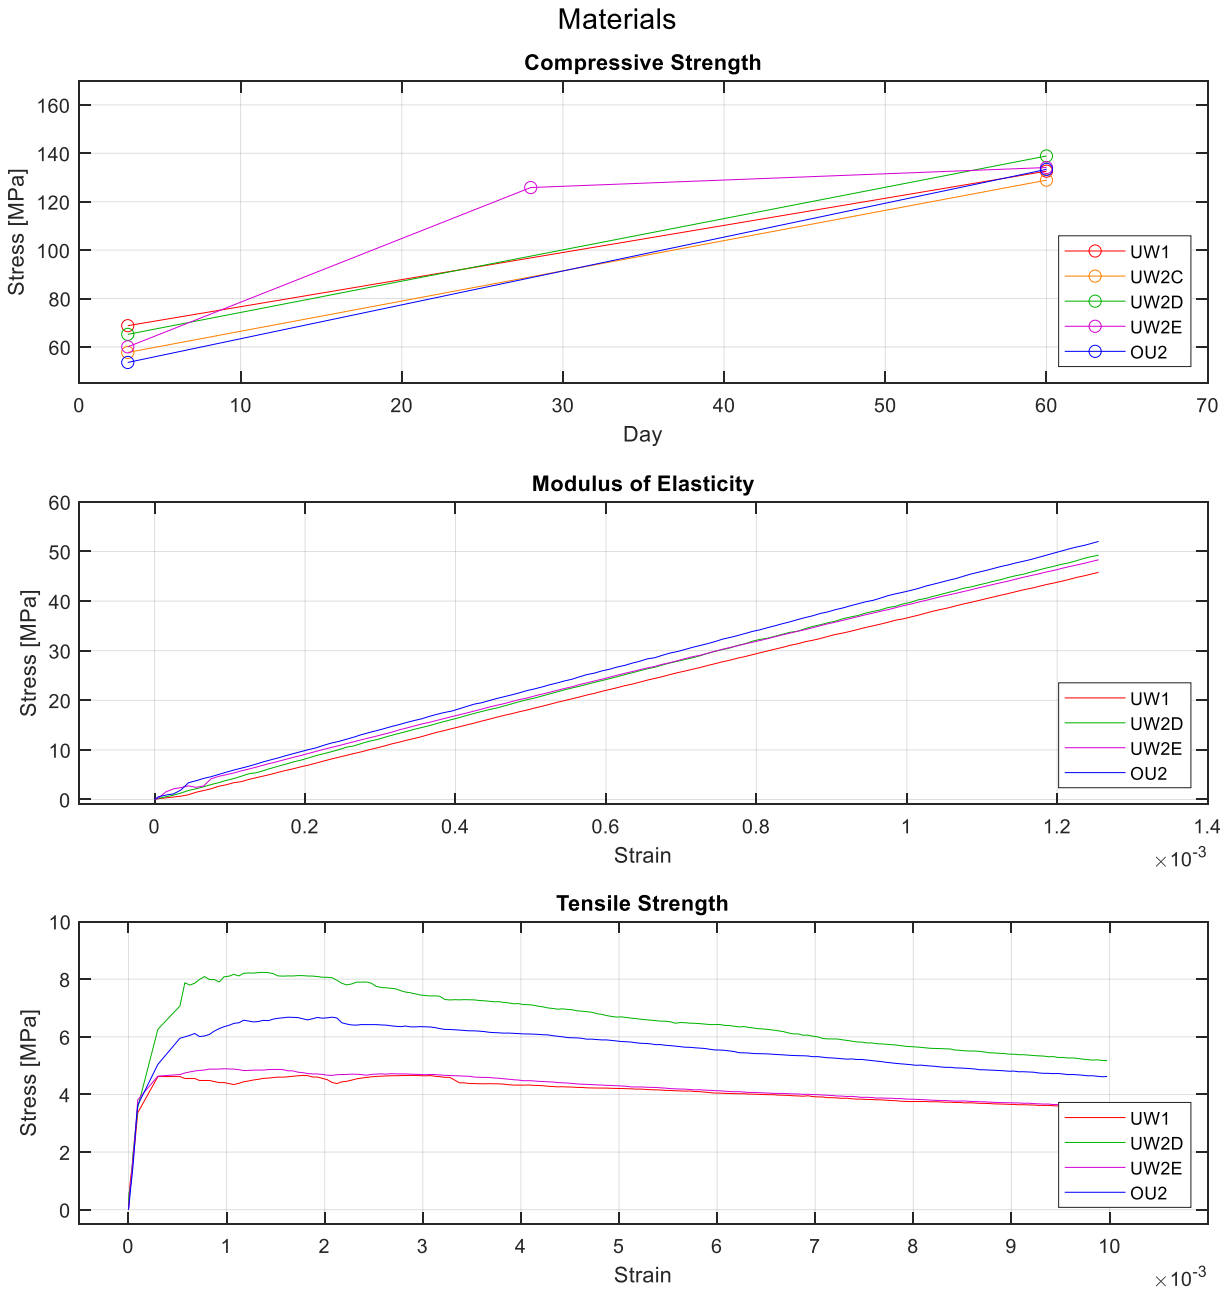 Materials
Compressive Strength
160
140
120
100
80
60
Stress [MPa]
UW1
UW2C
UW2D
UW2E
OU2
0 10 20 30 40 50 60 70
Day
Modulus of Elasticity
60
50
40
30
20
10
0
Stress [MPa]
UW1
UW2D
UW2E
OU2
0 0.2 0.4 0.6 0.8 1 1.2 1.4
Strain
×10-3
Tensile Strength
10
8
6
4
2
0
Stress [MPa]
UW1
UW2D
UW2E
OU2
0 1 2 3 4 5 6 7 8 9 10
Strain
×10-3